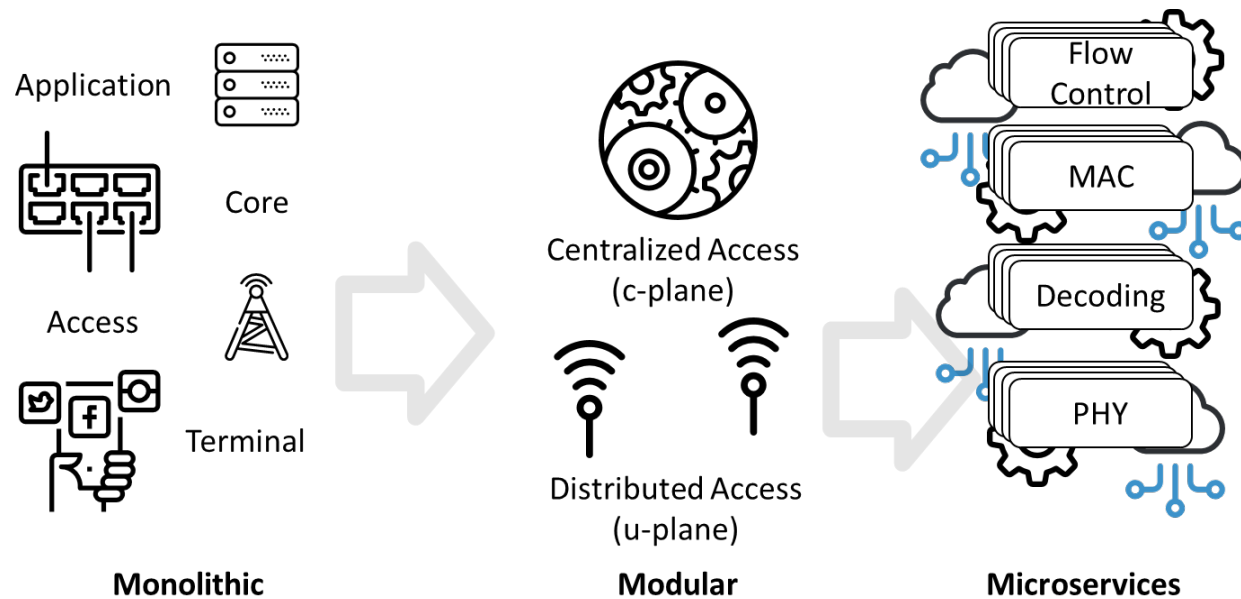 Application
Core
Access
Terminal
Monolithic
Centralized Access
(c-plane)
Distributed Access
(u-plane)
Modular
Flow
Control
MAC
Decoding
PHY
Microservices